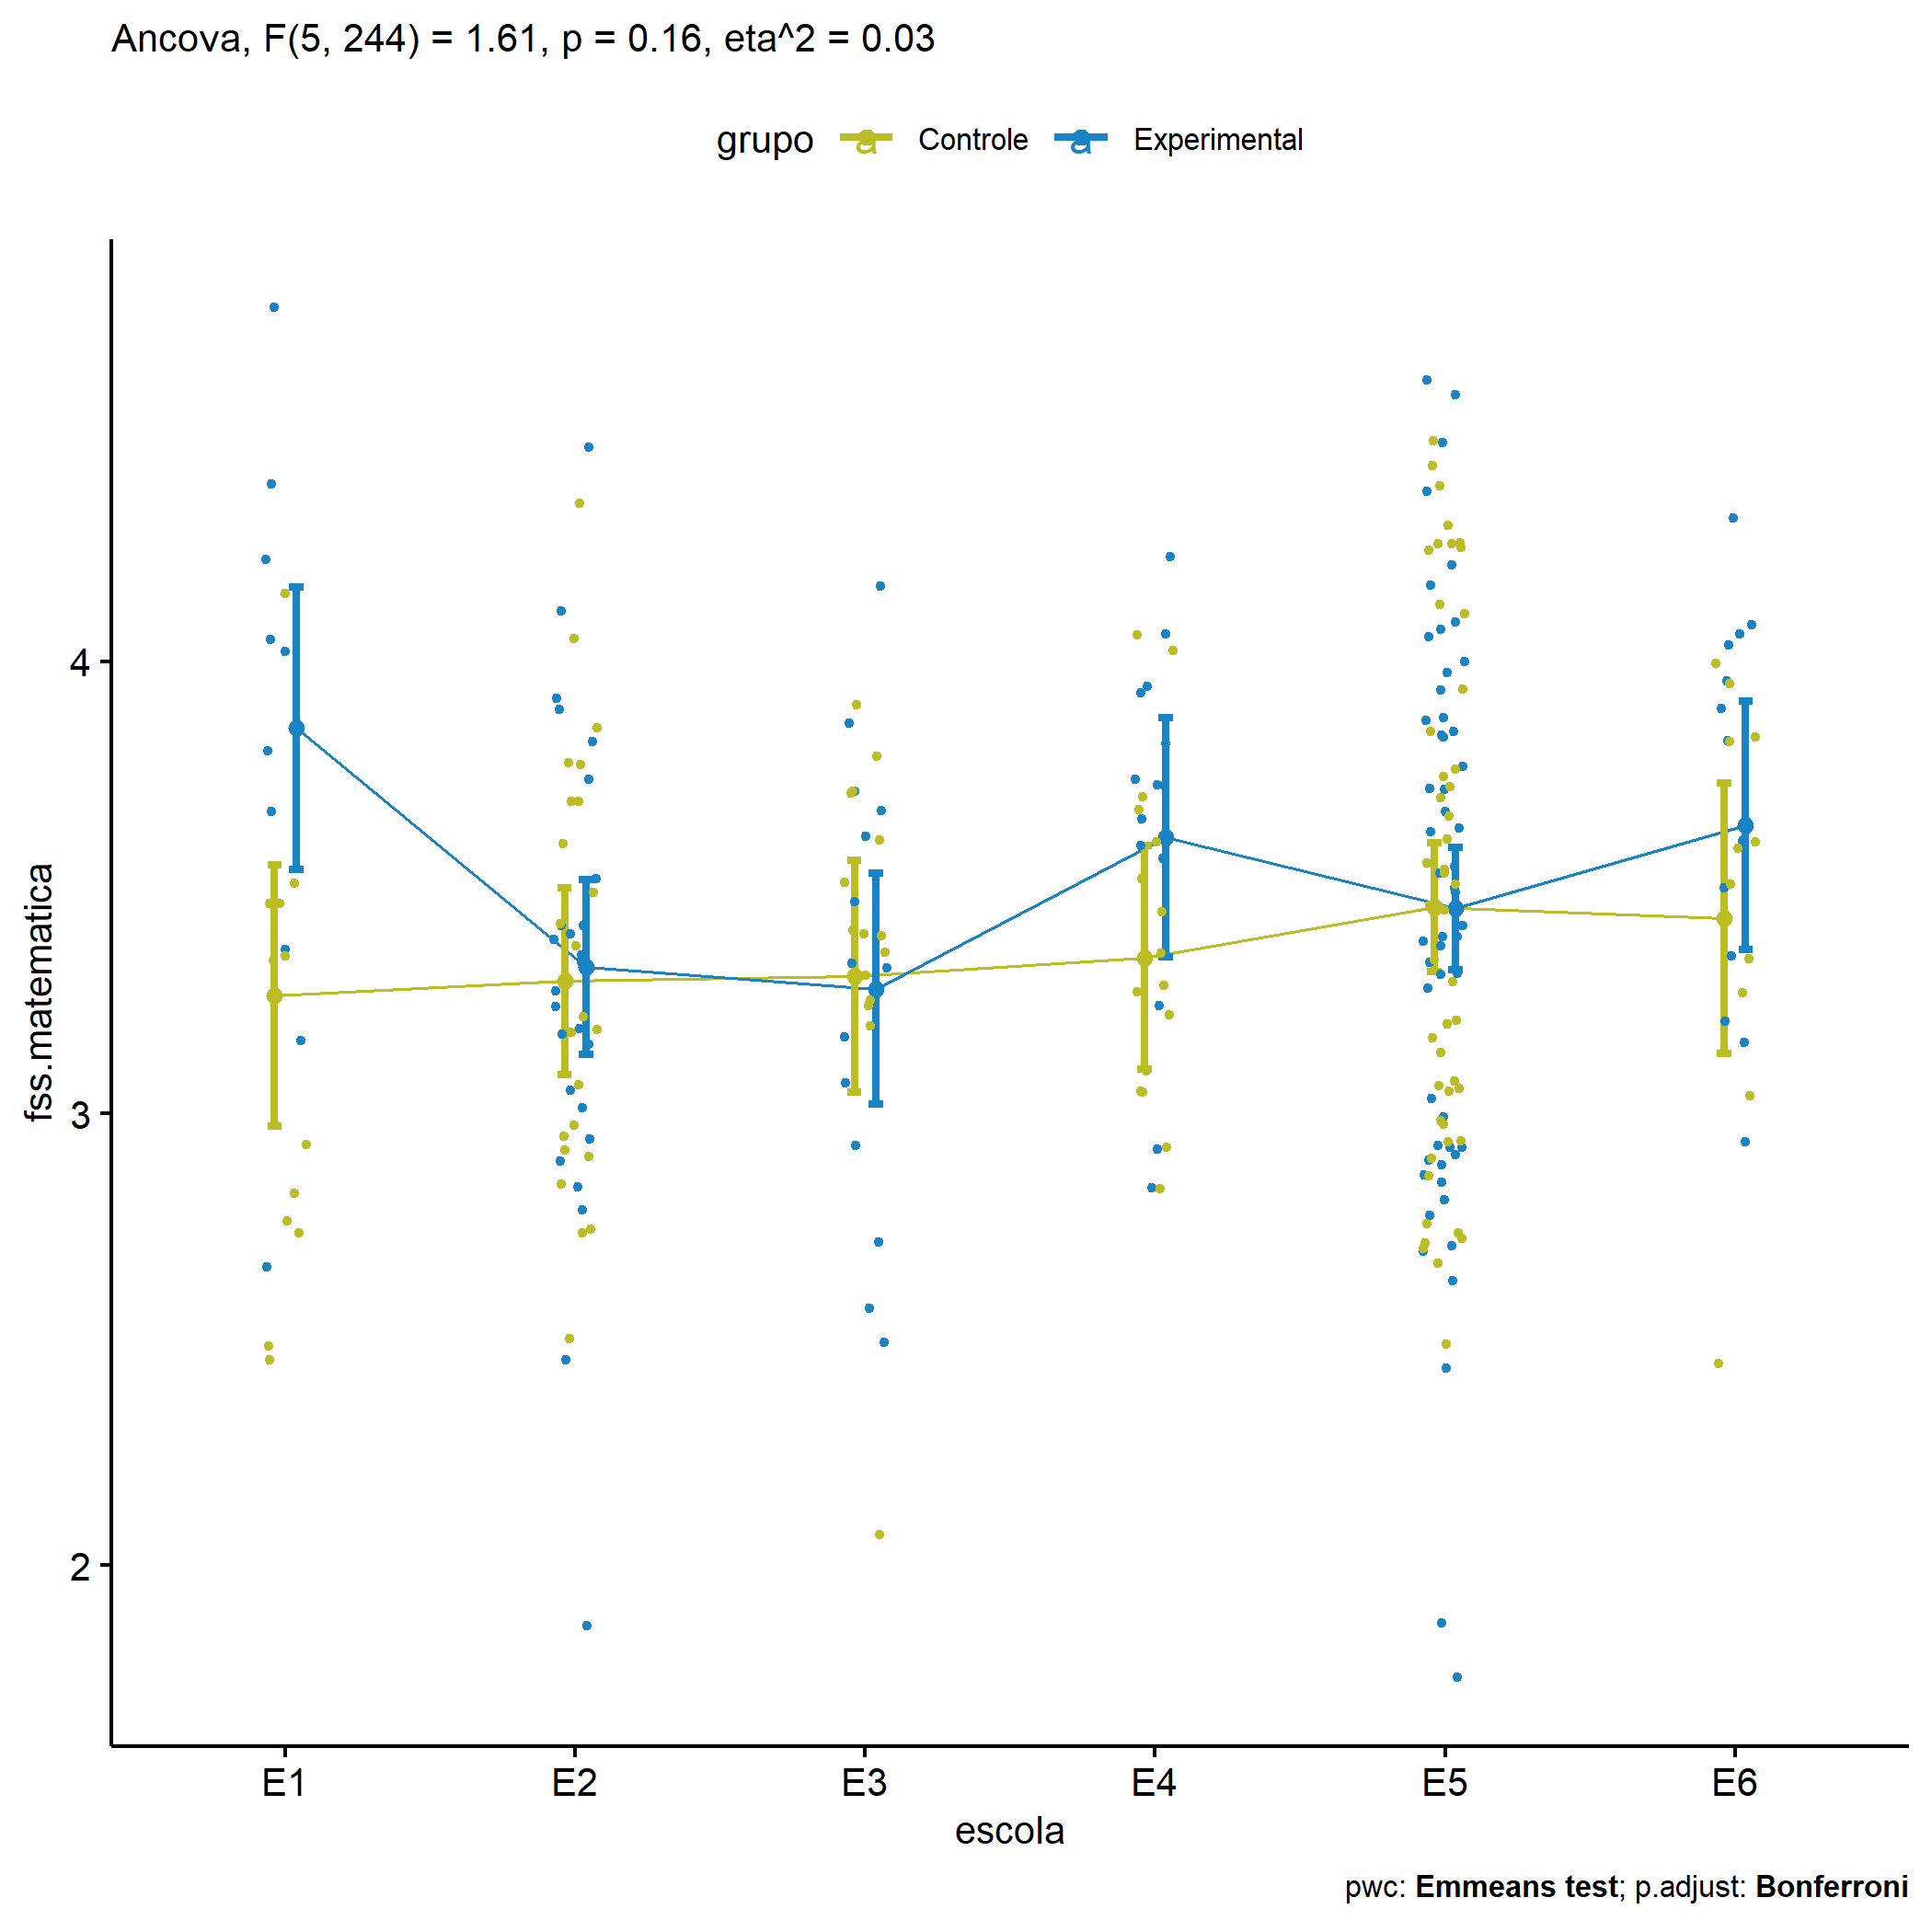 Ancova, F(5, 244) = 1.61, p = 0.16, eta^2 = 0.03
grupo a Controle a Experimental
fss.matematica
4
3
2
E1 E2 E3 E4 E5 E6
escola
pwc: Emmeans test; p.adjust: Bonferroni